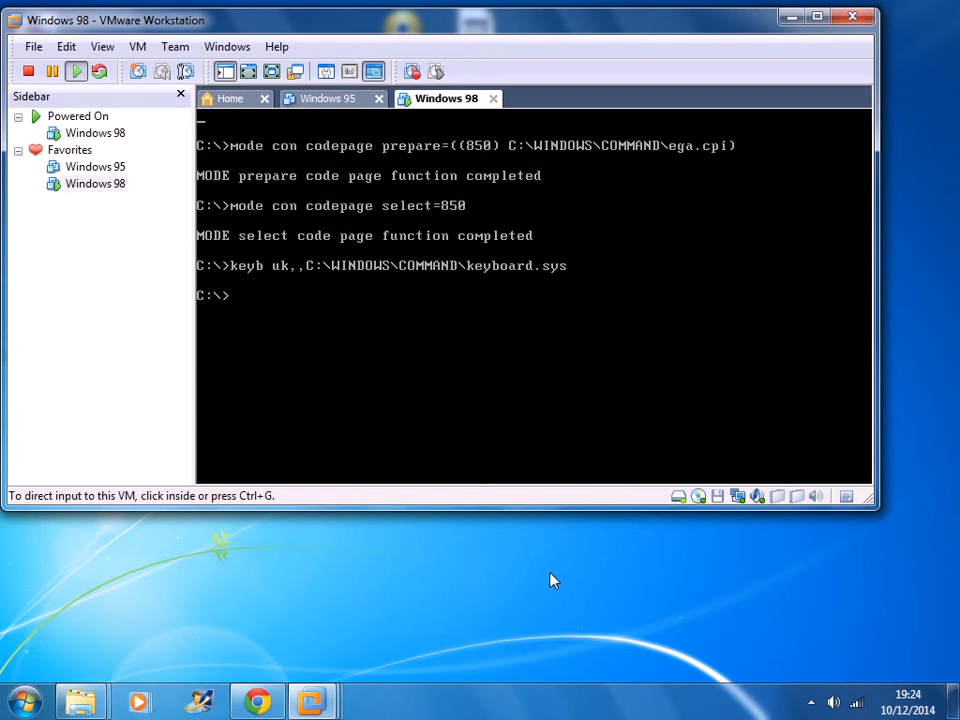 Windows 98 - VMware Workstation
File Edit View VM Team Windows Help
Sidebar
Powered On
Windows 98
Favorites
Windows 95
Windows 98
Home
Windows 95
Windows 98
C:\>mode con codepage prepare=((850) C:\WINDOWS\COMMAND\ega.cpi)
MODE prepare code page function completed
C:\>mode con codepage select=850
MODE select code page function completed
C:\>keyb uk,,C:\WINDOWS\COMMAND\keyboard.sys
C:\>
To direct input to this VM, click inside or press Ctrl+G.
19:24
10/12/2014